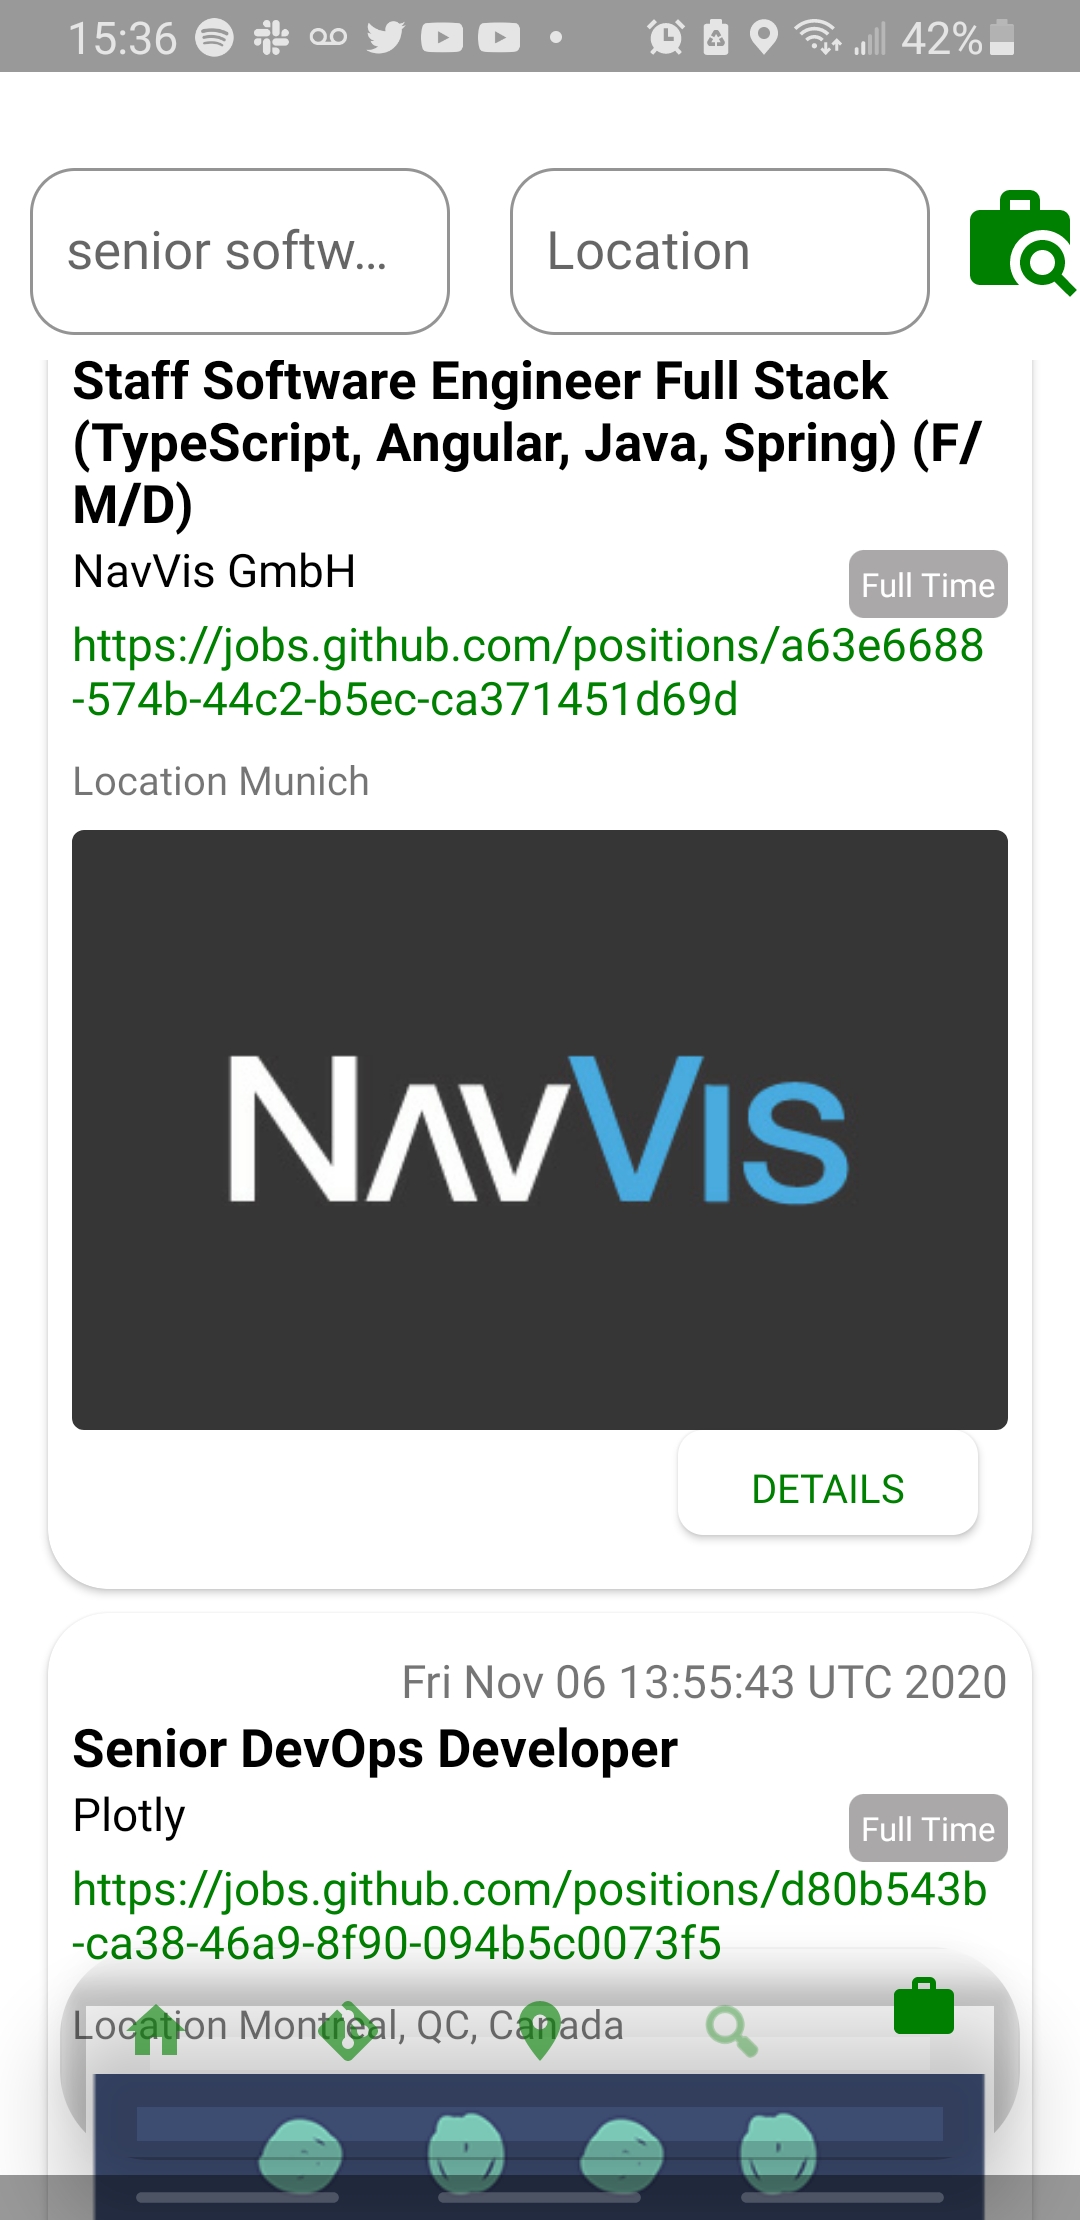 15:36 42%
senior softw... Location
Staff Software Engineer Full Stack
(TypeScript, Angular, Java, Spring) (F/
M/D)
NavVis GmbH
Full Time
https://jobs.github.com/positions/a63e6688
-574b-44c2-b5ec-ca371451d69d
Location Munich
NAVVIS
DETAILS
Fri Nov 06 13:55:43 UTC 2020
Senior DevOps Developer
Plotly
Full Time
https://jobs.github.com/positions/d80b543b
-ca38-46a9-8f90-094b5c0073f5
Location Montreal, QC, Canada